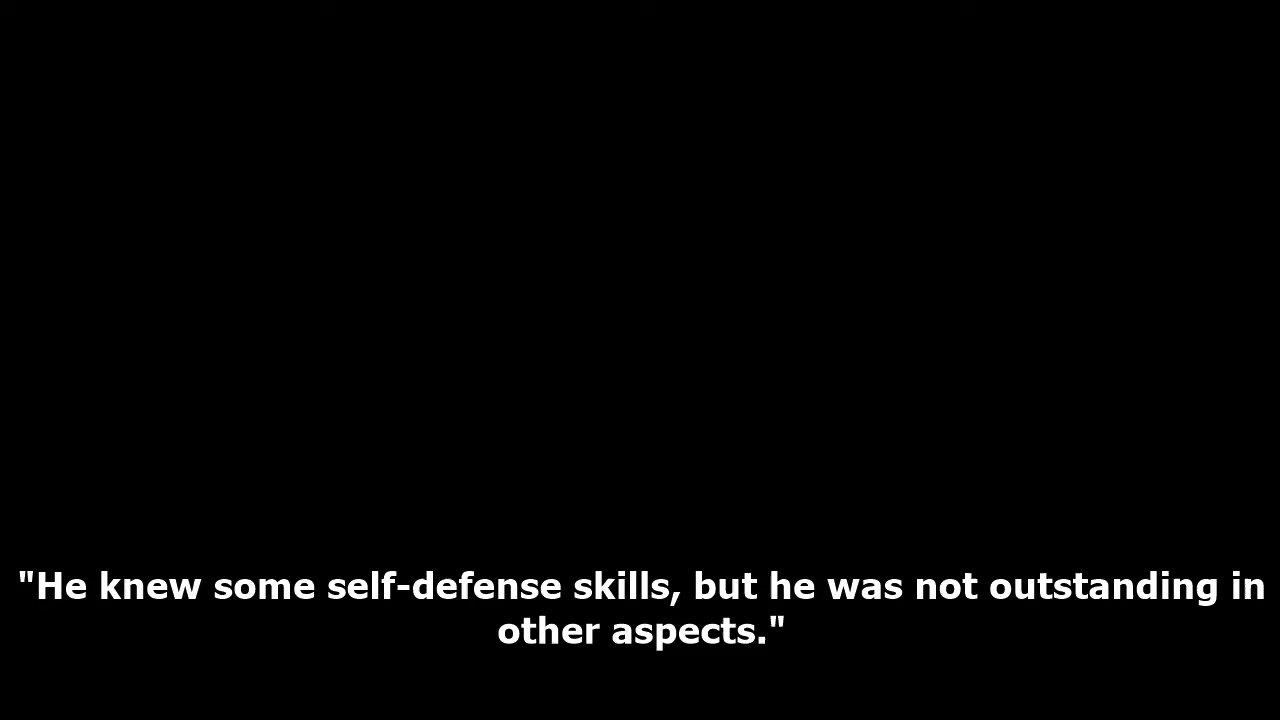 "He knew some self-defense skills, but he was not outstanding in
other aspects."